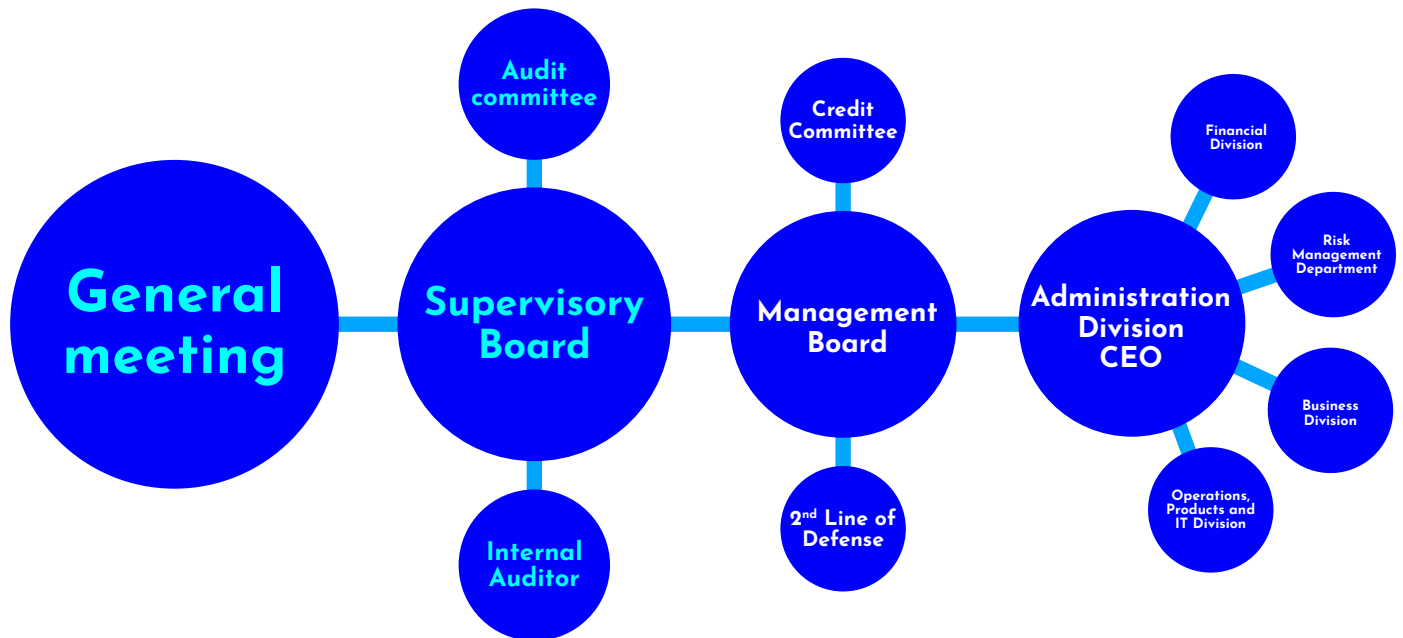 General
meeting
Audit
committee
Supervisory
Board
Internal
Auditor
Credit
Committee
Management
Board
2nd Line of
Defense
Administration
Division
CEO
Financial
Division
Risk
Management
Department
Business
Division
Operations,
Products and
IT Division